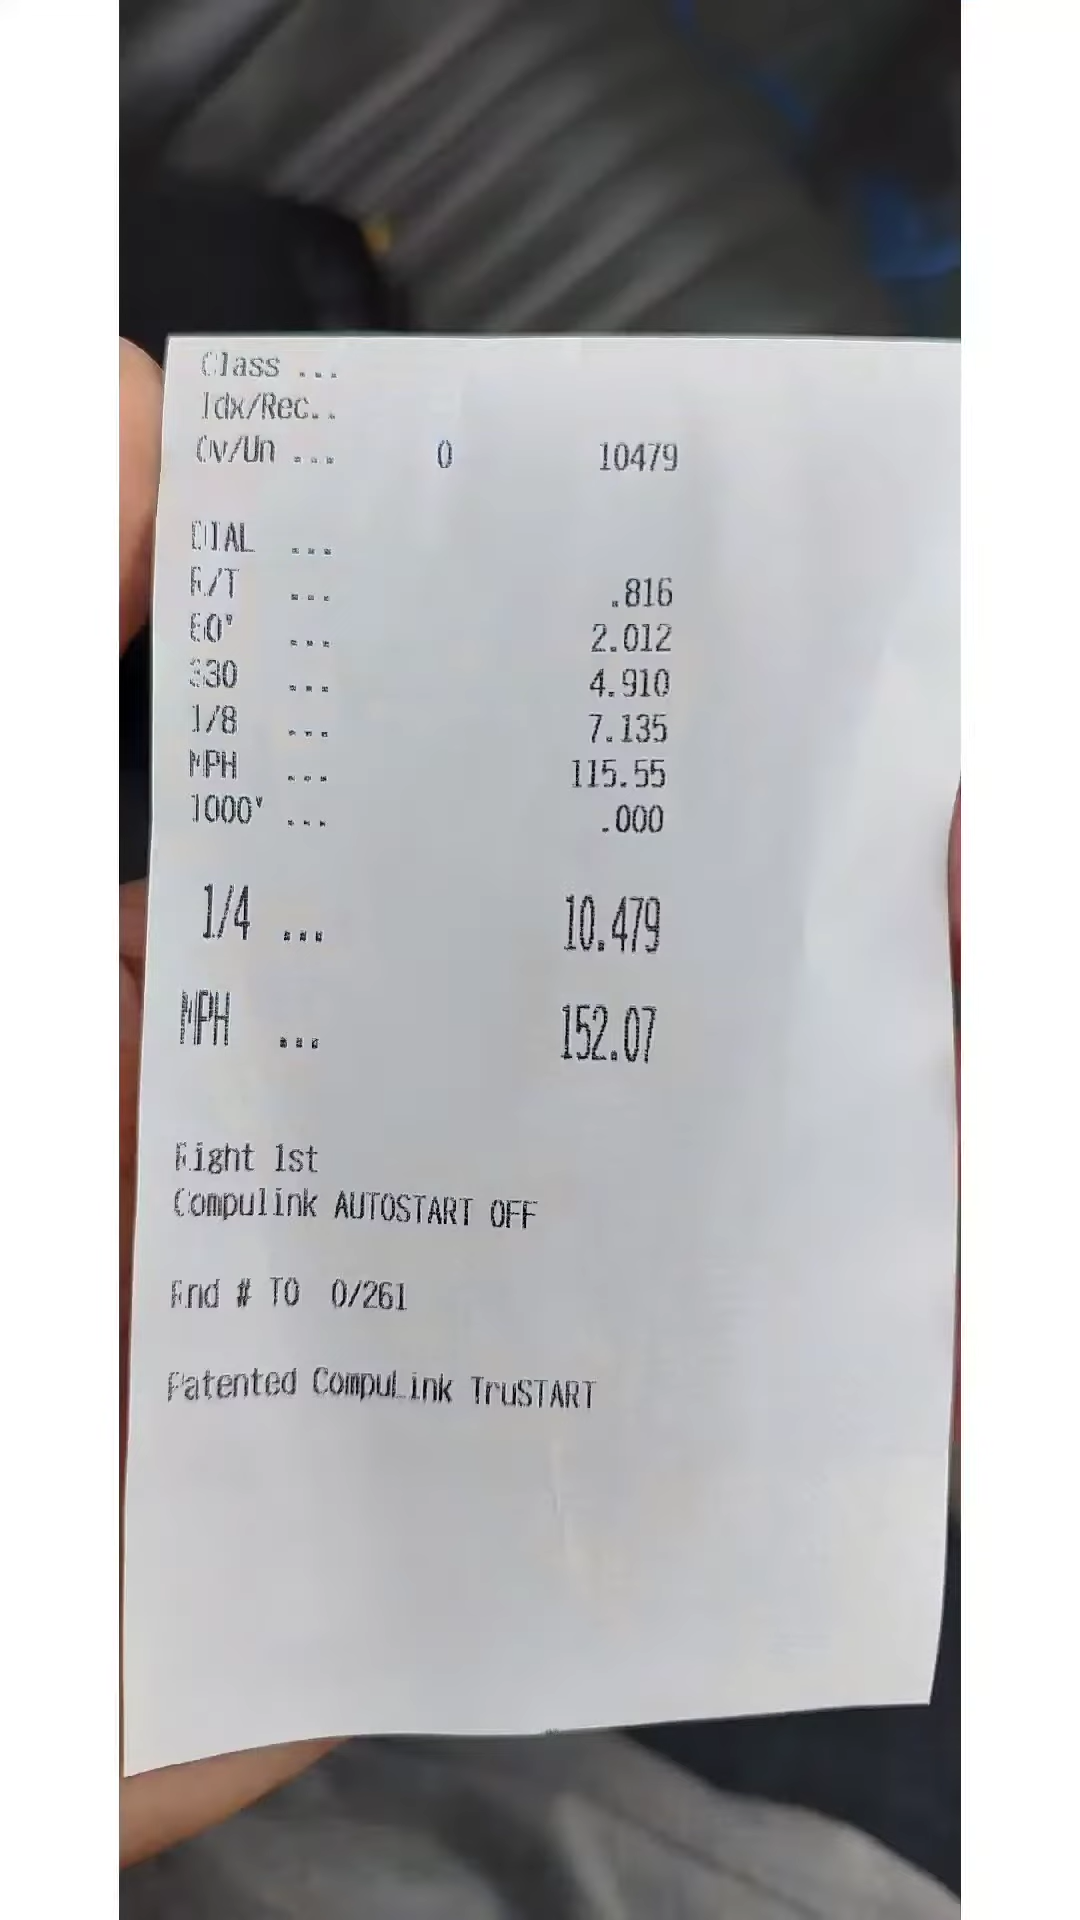 Class ...
Idx/Rec..
Ov/Un ... 0 10479
DIAL ...
R/T ... .816
60' ... 2.012
330 ... 4.910
1/8 ... 7.135
MPH ... 115.55
1000' ... .000
1/4 ... 10.479
MPH ... 152.07
Right 1st
Compulink AUTOSTART OFF
Rnd # TO 0/261
Patented CompuLink TruSTART